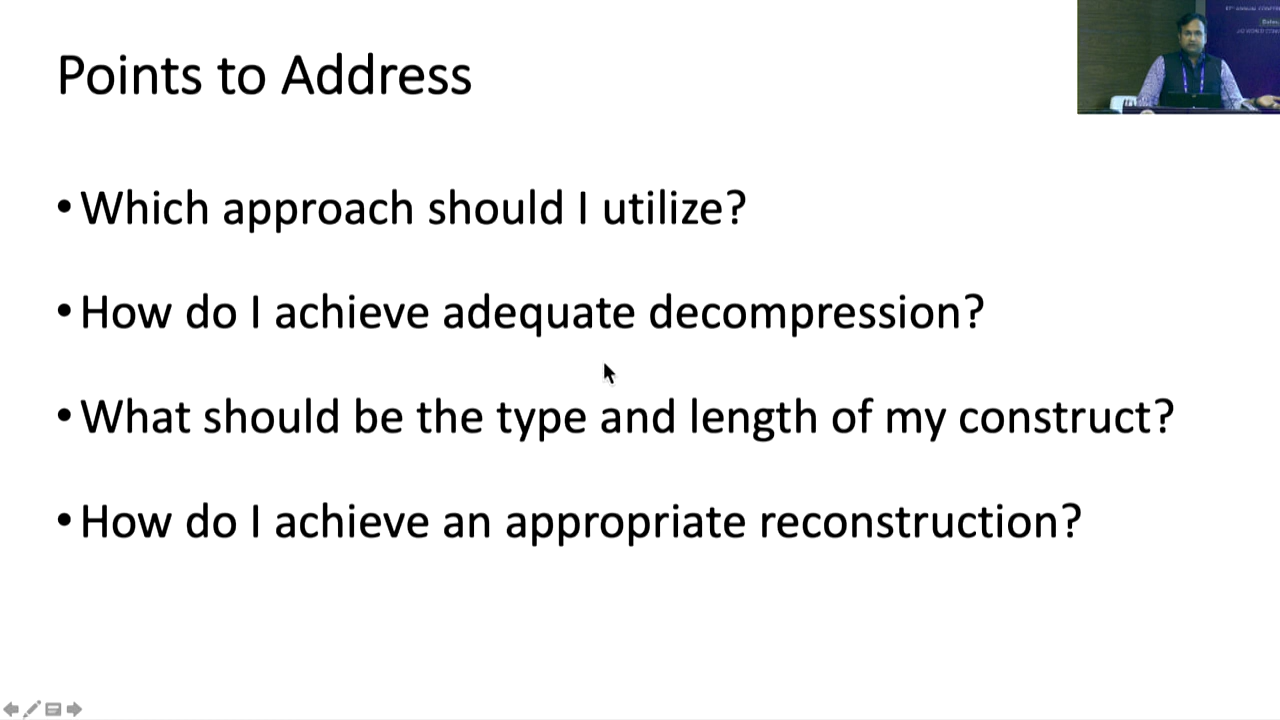 Points to Address
• Which approach should I utilize?
• How do I achieve adequate decompression?
• What should be the type and length of my construct?
• How do I achieve an appropriate reconstruction?